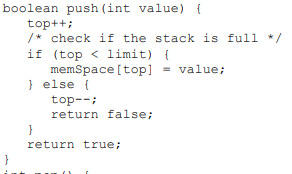 boolean push(int value) {
    top++;
    /* check if the stack is full */
    if (top < limit) {
        memSpace[top] = value;
    } else {
        top--;
        return false;
    }
    return true;
}